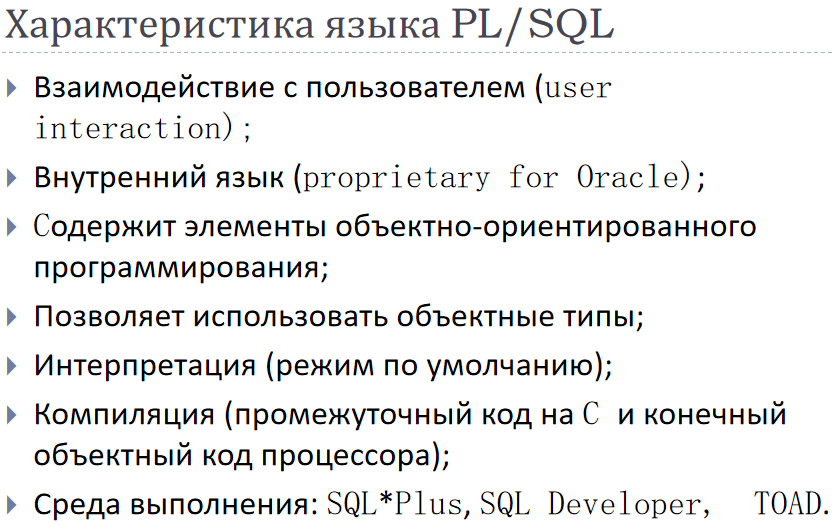 Характеристика языка PL/SQL
Взаимодействие с пользователем (user
interaction);
Внутренний язык (proprietary for Oracle);
Содержит элементы объектно-ориентированного
программирования;
Позволяет использовать объектные типы;
Интерпретация (режим по умолчанию);
Компиляция (промежуточный код на C и конечный
объектный код процессора);
Среда выполнения: SQL*Plus, SQL Developer, TOAD.